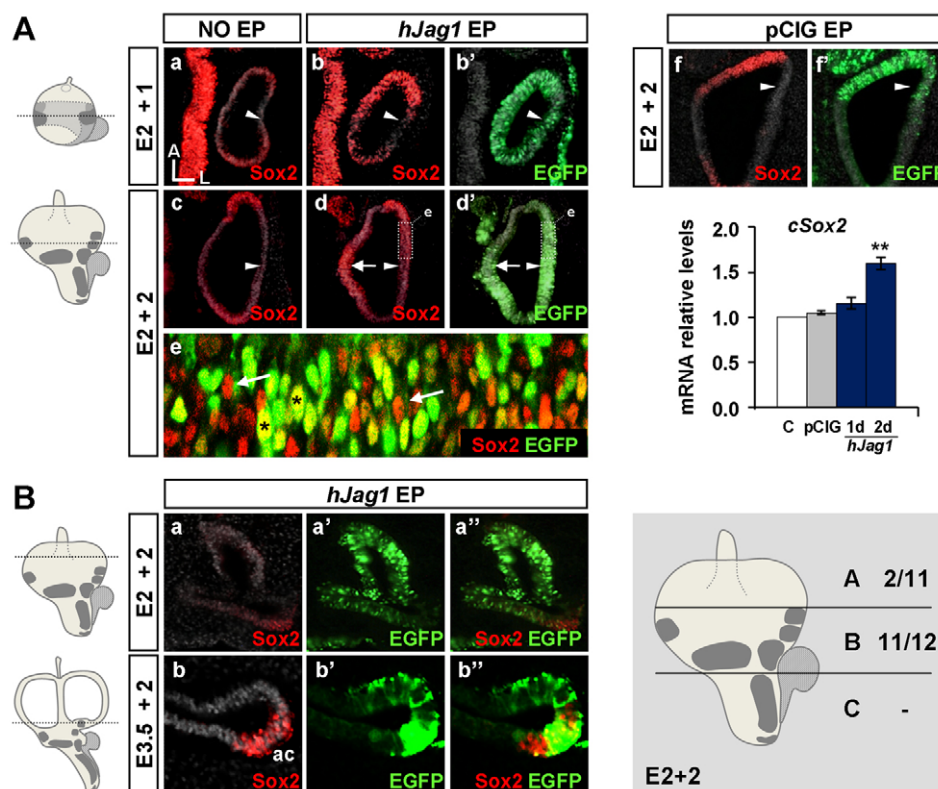 A
NO EP
hJag1 EP
pCIG EP
E2 + 1
a
b
b’
A
L
Sox2
Sox2
EGFP
E2 + 2
f
f’
Sox2
EGFP
E2 + 2
c
d
e
d’
e
Sox2
Sox2
EGFP
e
*
*
Sox2 EGFP
cSox2
mRNA relative levels
2.0
1.5
1.0
0.5
0.0
**
C pCIG 1d 2d
hJag1
B
hJag1 EP
E2 + 2
a
a’
a’’
Sox2
EGFP
Sox2 EGFP
E3.5 + 2
b
b’
b’’
ac
Sox2
EGFP
Sox2 EGFP
A 2/11
B 11/12
C -
E2+2